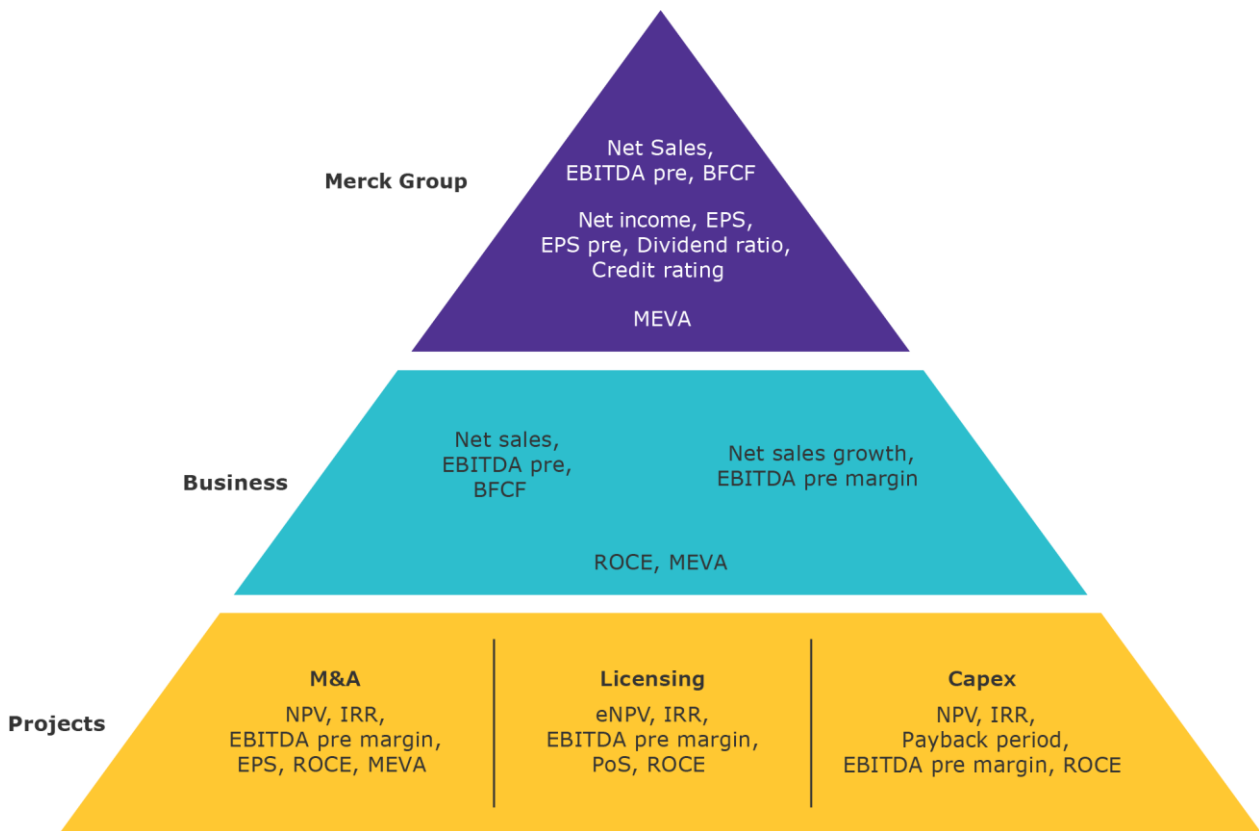 Merck Group
Net Sales,
EBITDA pre, BFCF
Net income, EPS,
EPS pre, Dividend ratio,
Credit rating
MEVA
Business
Net sales,
EBITDA pre,
BFCF
Net sales growth,
EBITDA pre margin
ROCE, MEVA
Projects
M&A
NPV, IRR,
EBITDA pre margin,
EPS, ROCE, MEVA
Licensing
eNPV, IRR,
EBITDA pre margin,
PoS, ROCE
Capex
NPV, IRR,
Payback period,
EBITDA pre margin, ROCE